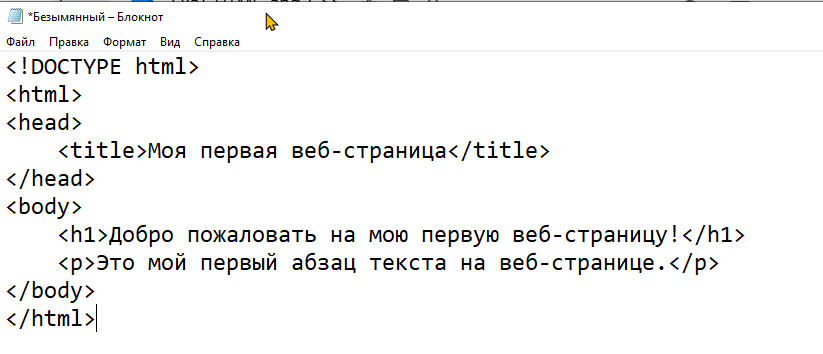 *Безымянный – Блокнот
Файл Правка Формат Вид Справка
<!DOCTYPE html>
<html>
<head>
    <title>Моя первая веб-страница</title>
</head>
<body>
    <h1>Добро пожаловать на мою первую веб-страницу!</h1>
    <p>Это мой первый абзац текста на веб-странице.</p>
</body>
</html>